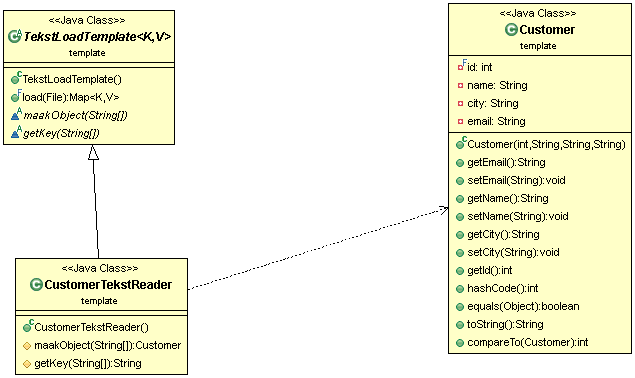 <<Java Class>>
TekstLoadTemplate<K,V>
template
TekstLoadTemplate()
load(File):Map<K,V>
maakObject(String[])
getKey(String[])
<<Java Class>>
Customer
template
id: int
name: String
city: String
email: String
Customer(int,String,String,String)
getEmail():String
setEmail(String):void
getName():String
setName(String):void
getCity():String
setCity(String):void
getId():int
hashCode():int
equals(Object):boolean
toString():String
compareTo(Customer):int
<<Java Class>>
CustomerTekstReader
template
CustomerTekstReader()
maakObject(String[]):Customer
getKey(String[]):String